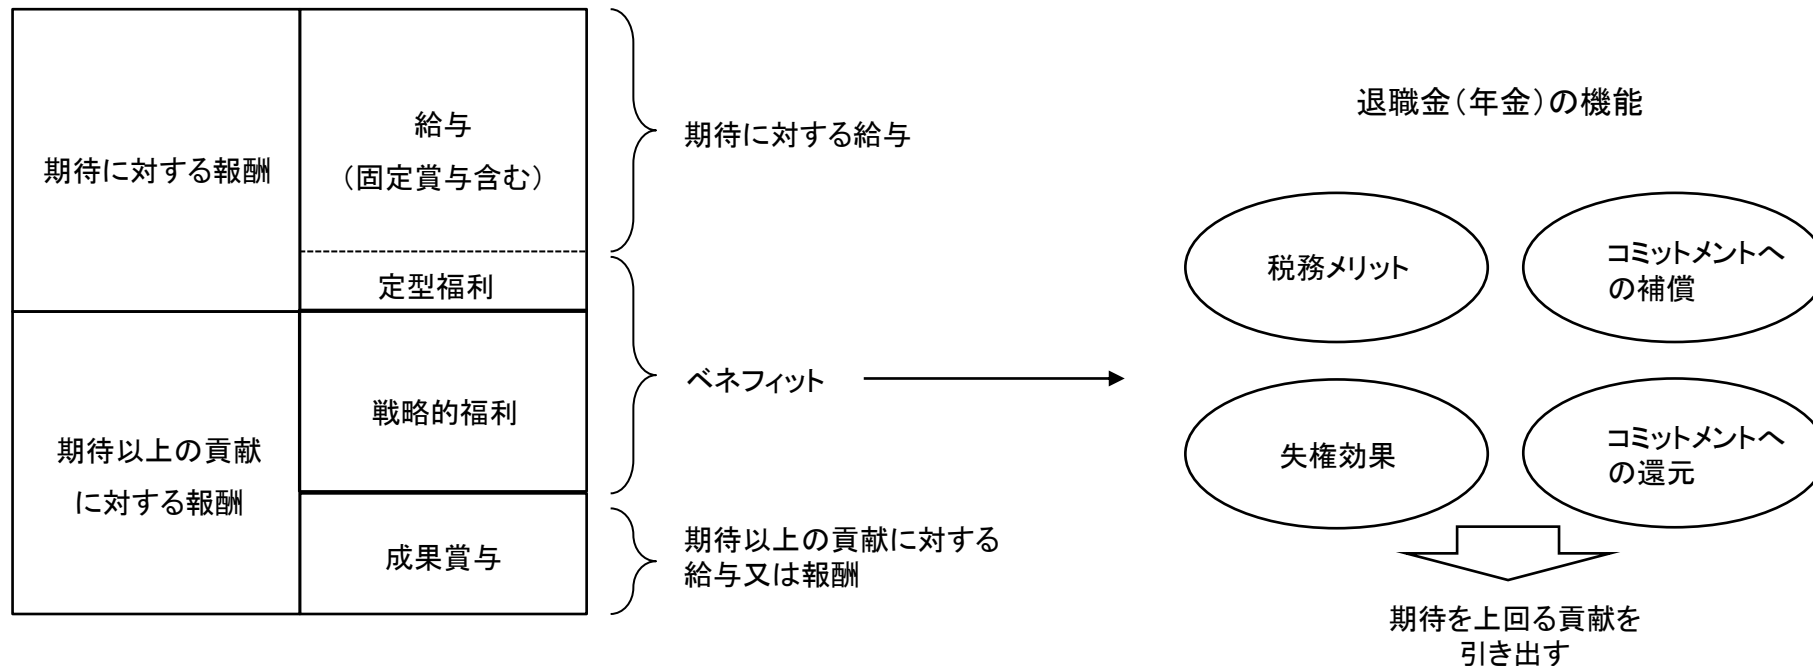 期待に対する報酬
給与
（固定賞与含む）
定型福利
期待以上の貢献
に対する報酬
戦略的福利
成果賞与
期待に対する給与
ベネフィット
期待以上の貢献に対する
給与又は報酬
退職金（年金）の機能
税務メリット
コミットメントへ
の補償
失権効果
コミットメントへ
の還元
期待を上回る貢献を
引き出す